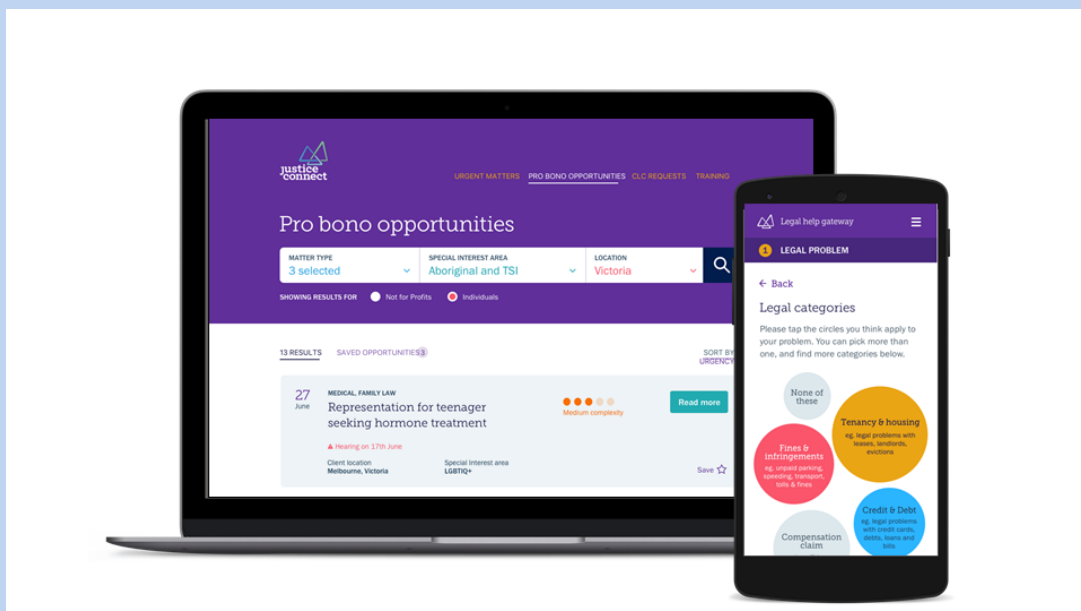 justice
connect
URGENT MATTERS PRO BONO OPPORTUNITIES CLC REQUESTS TRAINING
Pro bono opportunities
MATTER TYPE
3 selected
SPECIAL INTEREST AREA
Aboriginal and TSI
LOCATION
Victoria
SHOWING RESULTS FOR Not for Profits Individuals
13 RESULTS SAVED OPPORTUNITIES 3
SORT BY
URGENCY
27
June
MEDICAL, FAMILY LAW
Representation for teenager
seeking hormone treatment
Hearing on 17th June
Client location
Melbourne, Victoria
Special Interest area
LGBTIQ+
Medium complexity
Read more
Save
Legal help gateway
1 LEGAL PROBLEM
Back
Legal categories
Please tap the circles you think apply to
your problem. You can pick more than
one, and find more categories below.
None of
these
Tenancy & housing
eg, legal problems with
leases, landlords,
evictions
Fines &
infringements
eg, unpaid parking,
speeding, transport,
tolls & fines
Credit & Debt
eg, legal problems
with credit cards,
debts, loans and
bills
Compensation
claim